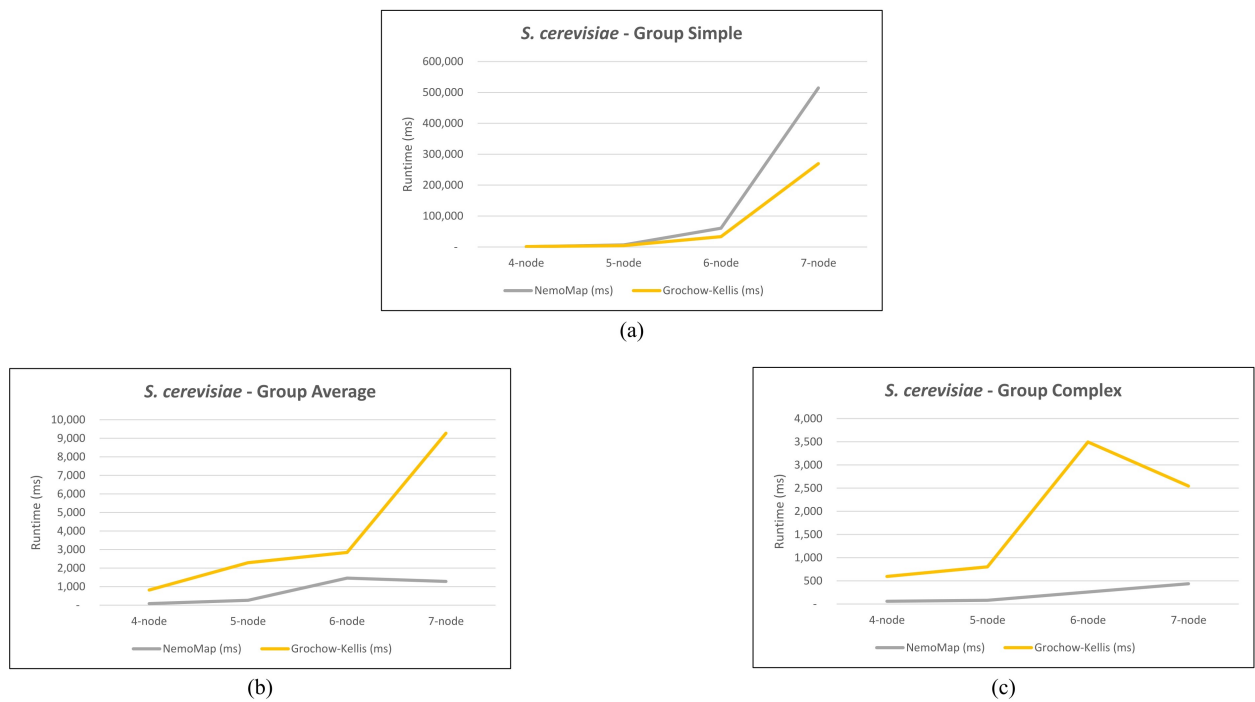 S. cerevisiae - Group Simple
600,000
500,000
400,000
300,000
200,000
100,000
-
Runtime (ms)
4-node 5-node 6-node 7-node
NemoMap (ms) Grochow-Kellis (ms)
(a)
S. cerevisiae - Group Average
10,000
9,000
8,000
7,000
6,000
5,000
4,000
3,000
2,000
1,000
-
Runtime (ms)
4-node 5-node 6-node 7-node
NemoMap (ms) Grochow-Kellis (ms)
(b)
S. cerevisiae - Group Complex
4,000
3,500
3,000
2,500
2,000
1,500
1,000
500
-
Runtime (ms)
4-node 5-node 6-node 7-node
NemoMap (ms) Grochow-Kellis (ms)
(c)